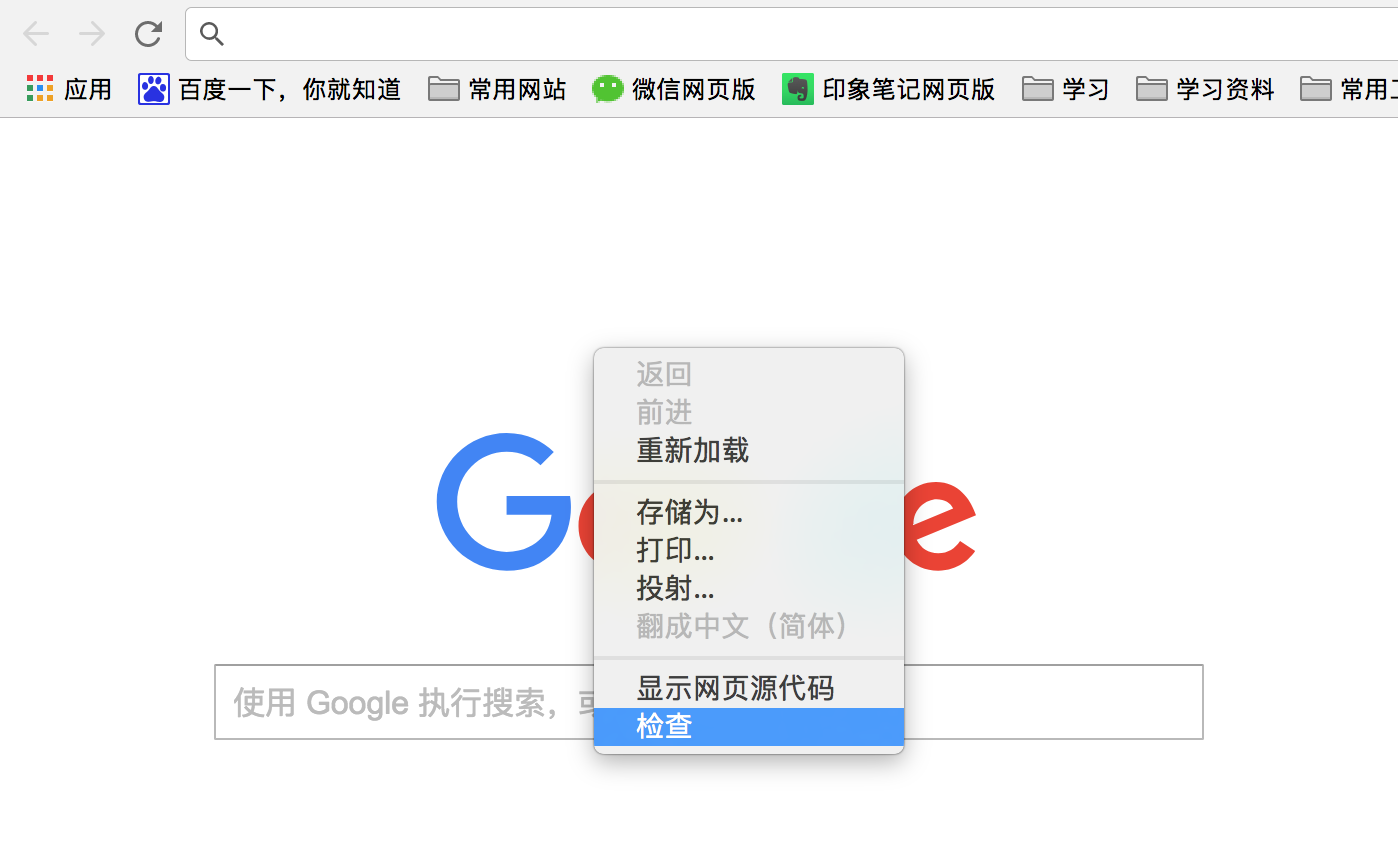 应用 百度一下，你就知道 常用网站 微信网页版 印象笔记网页版 学习 学习资料 常用
返回
前进
重新加载
G e
存储为...
打印...
投射...
翻成中文（简体）
使用 Google 执行搜索，
显示网页源代码
检查